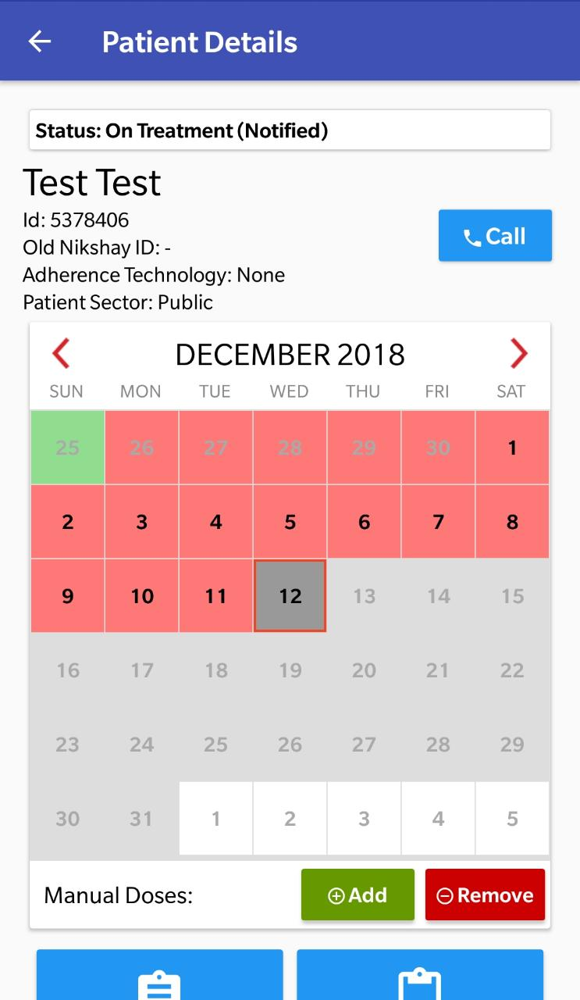 Patient Details
Status: On Treatment (Notified)
Test Test
Id: 5378406
Old Nikshay ID: -
Call
Adherence Technology: None
Patient Sector: Public
DECEMBER 2018
SUN MON TUE WED THU FRI SAT
25 26 27 28 29 30 1
2 3 4 5 6 7 8
9 10 11 12 13 14 15
16 17 18 19 20 21 22
23 24 25 26 27 28 29
30 31 1 2 3 4 5
Manual Doses: Add Remove